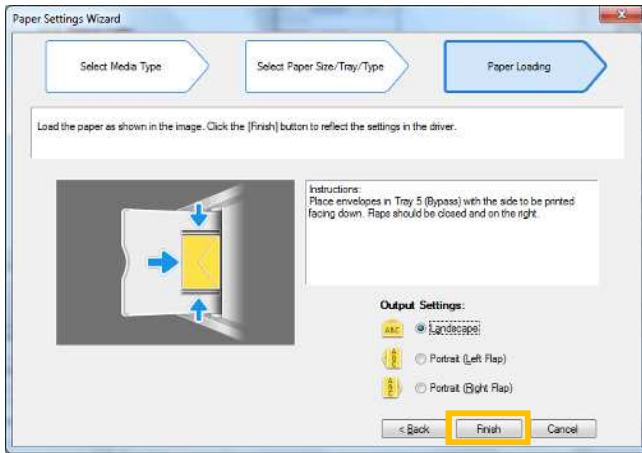 Paper Settings Wizard
Select Media Type
Select Paper Size/Tray/Type
Paper Loading
Load the paper as shown in the image. Click the [Finish] button to reflect the settings in the driver.
Instructions:
Place envelopes in Tray 5 (Bypass) with the side to be printed
facing down. Flaps should be closed and on the right.
Output Settings:
ABC
Landscape
ABC
Portrait (Left Flap)
ABC
Portrait (Right Flap)
< Back
Finish
Cancel